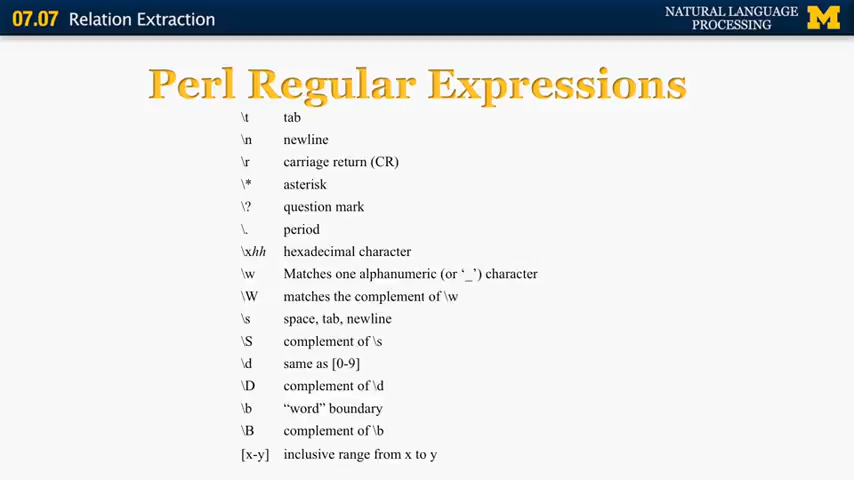 07.07 Relation Extraction
NATURAL LANGUAGE
PROCESSING
M
Perl Regular Expressions
\t tab
\n newline
\r carriage return (CR)
\* asterisk
\? question mark
\. period
\xhh hexadecimal character
\w Matches one alphanumeric (or ‘_’) character
\W matches the complement of \w
\s space, tab, newline
\S complement of \s
\d same as [0-9]
\D complement of \d
\b “word” boundary
\B complement of \b
[x-y] inclusive range from x to y